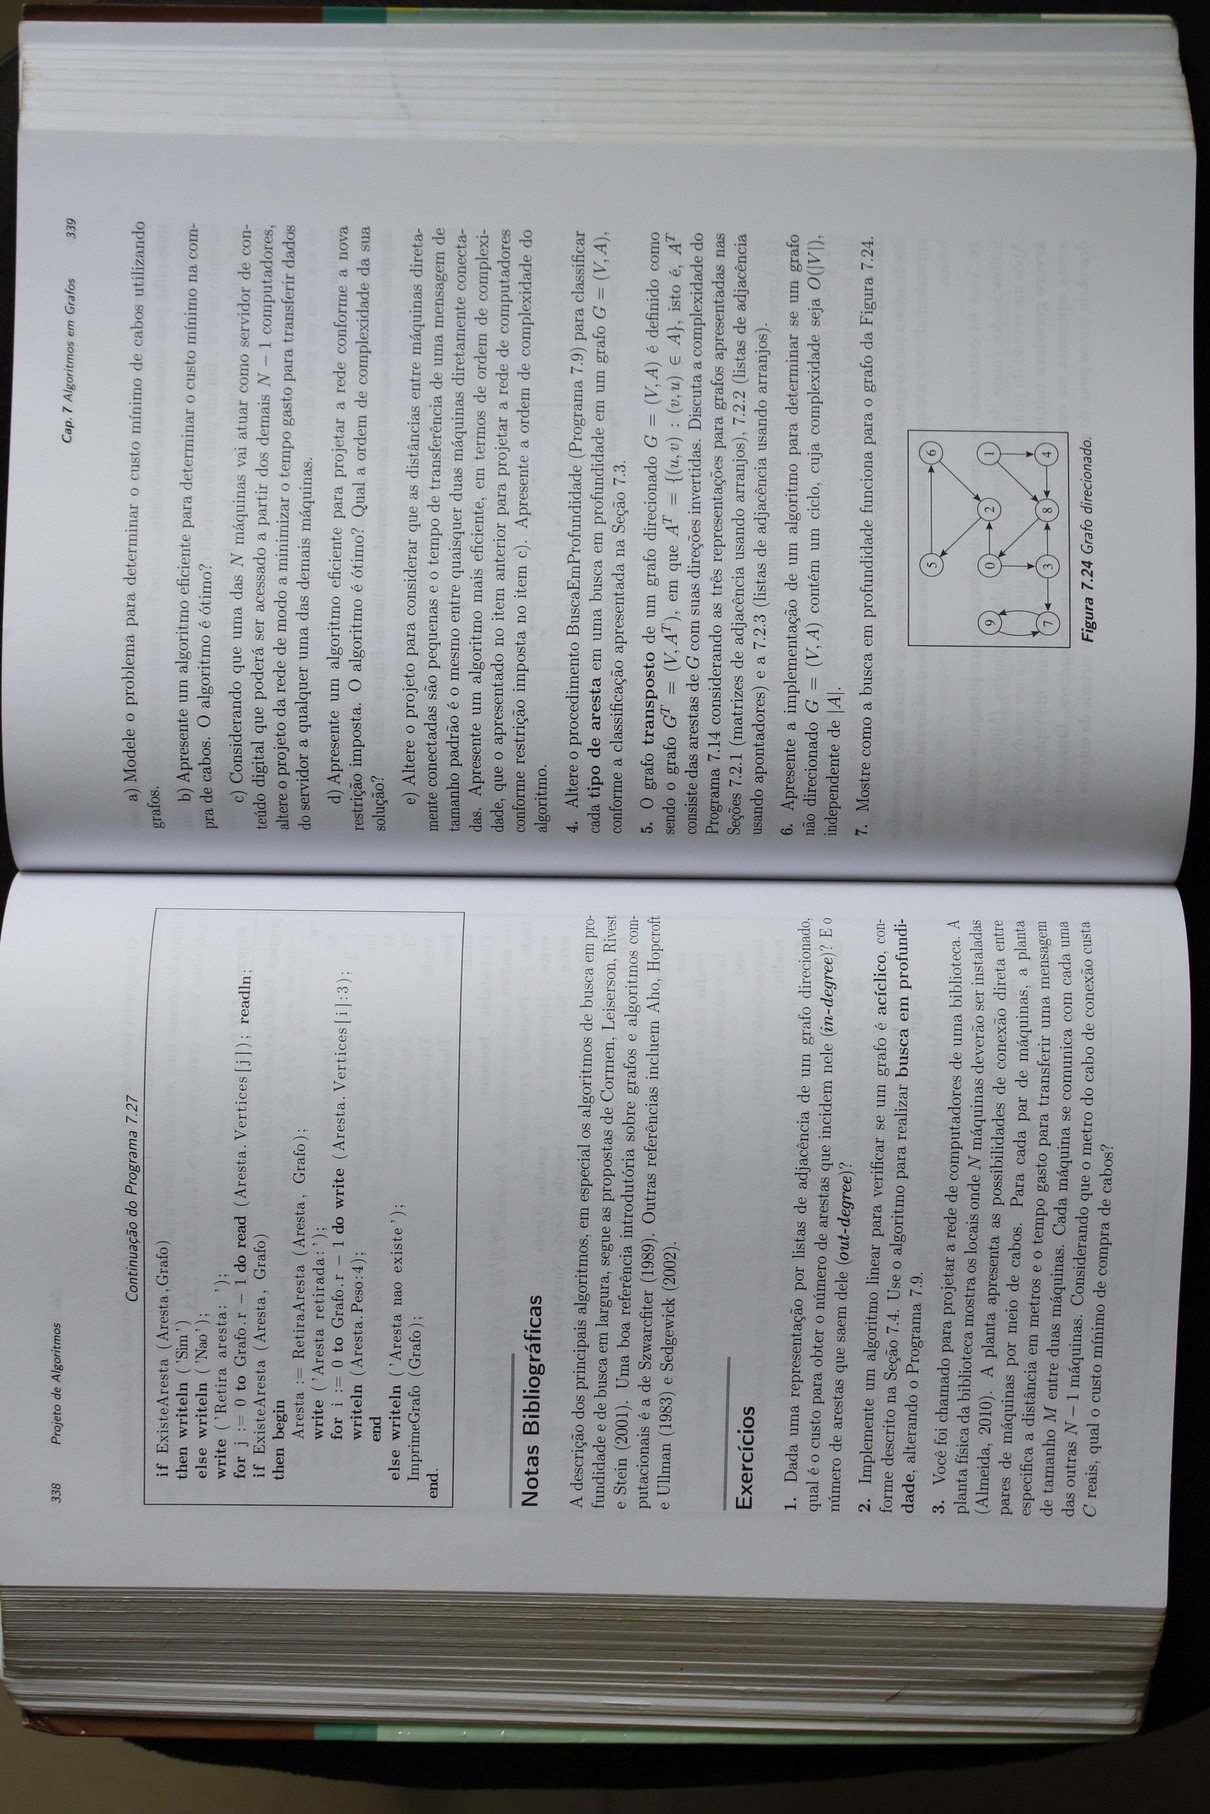 338 Projeto de Algoritmos
Continuação do Programa 7.27
if ExisteAresta (Aresta,Grafo)
then writeln ('Sim')
else writeln ('Nao');
write ('Retira aresta: ');
for j := 0 to Grafo.r − 1 do read (Aresta.Vertices[j]); readln;
if ExisteAresta (Aresta, Grafo)
then begin
Aresta := RetiraAresta (Aresta, Grafo);
write ('Aresta retirada:');
for i := 0 to Grafo.r − 1 do write (Aresta.Vertices[i]:3);
writeln (Aresta.Peso:4);
end
else writeln ('Aresta nao existe');
ImprimeGrafo (Grafo);
end.
Notas Bibliográficas
A descrição dos principais algoritmos, em especial os algoritmos de busca em pro-
fundidade e de busca em largura, segue as propostas de Cormen, Leiserson, Rivest
e Stein (2001). Uma boa referência introdutória sobre grafos e algoritmos com-
putacionais é a de Szwarcfiter (1989). Outras referências incluem Aho, Hopcroft
e Ullman (1983) e Sedgewick (2002).
Exercícios
1. Dada uma representação por listas de adjacência de um grafo direcionado,
qual é o custo para obter o número de arestas que incidem nele (in-degree)? E o
número de arestas que saem dele (out-degree)?
2. Implemente um algoritmo linear para verificar se um grafo é acíclico, con-
forme descrito na Seção 7.4. Use o algoritmo para realizar busca em profundi-
dade, alterando o Programa 7.9.
3. Você foi chamado para projetar a rede de computadores de uma biblioteca. A
planta física da biblioteca mostra os locais onde N máquinas deverão ser instaladas
(Almeida, 2010). A planta apresenta as possibilidades de conexão direta entre
pares de máquinas por meio de cabos. Para cada par de máquinas, a planta
especifica a distância em metros e o tempo gasto para transferir uma mensagem
de tamanho M entre duas máquinas. Cada máquina se comunica com cada uma
das outras N − 1 máquinas. Considerando que o metro do cabo de conexão custa
C reais, qual o custo mínimo de compra de cabos?
Cap. 7 Algoritmos em Grafos 339
a) Modele o problema para determinar o custo mínimo de cabos utilizando
grafos.
b) Apresente um algoritmo eficiente para determinar o custo mínimo na com-
pra de cabos. O algoritmo é ótimo?
c) Considerando que uma das N máquinas vai atuar como servidor de con-
teúdo digital que poderá ser acessado a partir dos demais N − 1 computadores,
altere o projeto da rede de modo a minimizar o tempo gasto para transferir dados
do servidor a qualquer uma das demais máquinas.
d) Apresente um algoritmo eficiente para projetar a rede conforme a nova
restrição imposta. O algoritmo é ótimo? Qual a ordem de complexidade da sua
solução?
e) Altere o projeto para considerar que as distâncias entre máquinas direta-
mente conectadas são pequenas e o tempo de transferência de uma mensagem de
tamanho padrão é o mesmo entre quaisquer duas máquinas diretamente conecta-
das. Apresente um algoritmo mais eficiente, em termos de ordem de complexi-
dade, que o apresentado no item anterior para projetar a rede de computadores
conforme restrição imposta no item c). Apresente a ordem de complexidade do
algoritmo.
4. Altere o procedimento BuscaEmProfundidade (Programa 7.9) para classificar
cada tipo de aresta em uma busca em profundidade em um grafo G = (V, A),
conforme a classificação apresentada na Seção 7.3.
5. O grafo transposto de um grafo direcionado G = (V, A) é definido como
sendo o grafo Gᵀ = (V, Aᵀ), em que Aᵀ = {(u, v) : (v, u) ∈ A}, isto é, Aᵀ
consiste das arestas de G com suas direções invertidas. Discuta a complexidade do
Programa 7.14 considerando as três representações para grafos apresentadas nas
Seções 7.2.1 (matrizes de adjacência usando arranjos), 7.2.2 (listas de adjacência
usando apontadores) e a 7.2.3 (listas de adjacência usando arranjos).
6. Apresente a implementação de um algoritmo para determinar se um grafo
não direcionado G = (V, A) contém um ciclo, cuja complexidade seja O(|V|),
independente de |A|.
7. Mostre como a busca em profundidade funciona para o grafo da Figura 7.24.
5 6
9 0 2 1
7 3 8 4
Figura 7.24 Grafo direcionado.